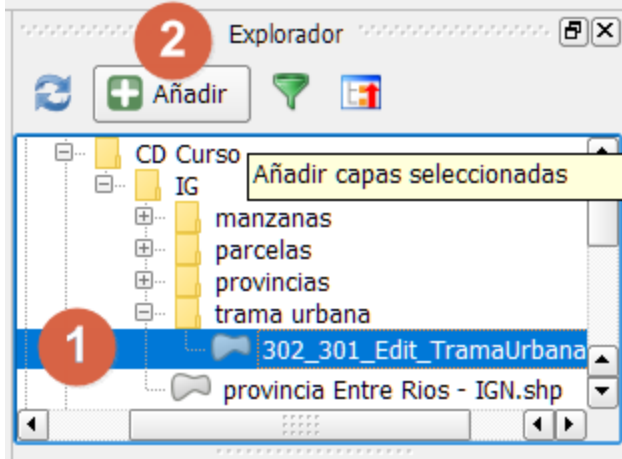 2
Explorador
Añadir
CD Curso
Añadir capas seleccionadas
IG
manzanas
parcelas
provincias
trama urbana
1
302_301_Edit_TramaUrbana
provincia Entre Rios - IGN.shp